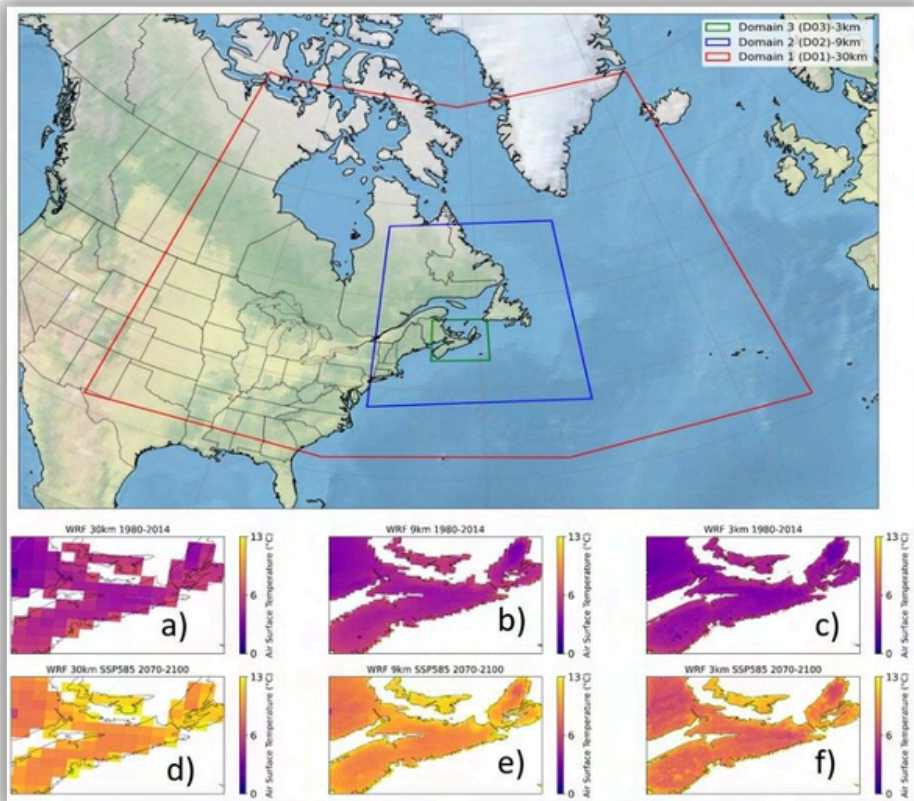 Domain 3 (D03)-3km
Domain 2 (D02)-9km
Domain 1 (D01)-30km
WRF 30km 1980-2014
13
6
0
Air Surface Temperature (°C)
a)
WRF 9km 1980-2014
13
6
0
Air Surface Temperature (°C)
b)
WRF 3km 1980-2014
13
6
0
Air Surface Temperature (°C)
c)
WRF 30km SSP585 2070-2100
13
6
0
Air Surface Temperature (°C)
d)
WRF 9km SSP585 2070-2100
13
6
0
Air Surface Temperature (°C)
e)
WRF 3km SSP585 2070-2100
13
6
0
Air Surface Temperature (°C)
f)